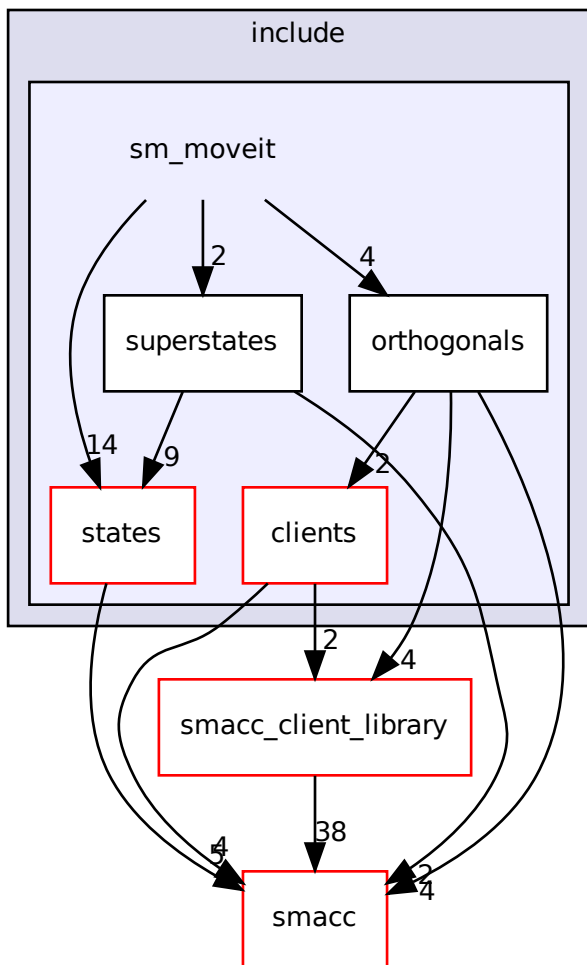 include
sm_moveit
2
4
superstates
orthogonals
14
9
2
states
clients
2
4
smacc_client_library
4
5
38
2
4
smacc